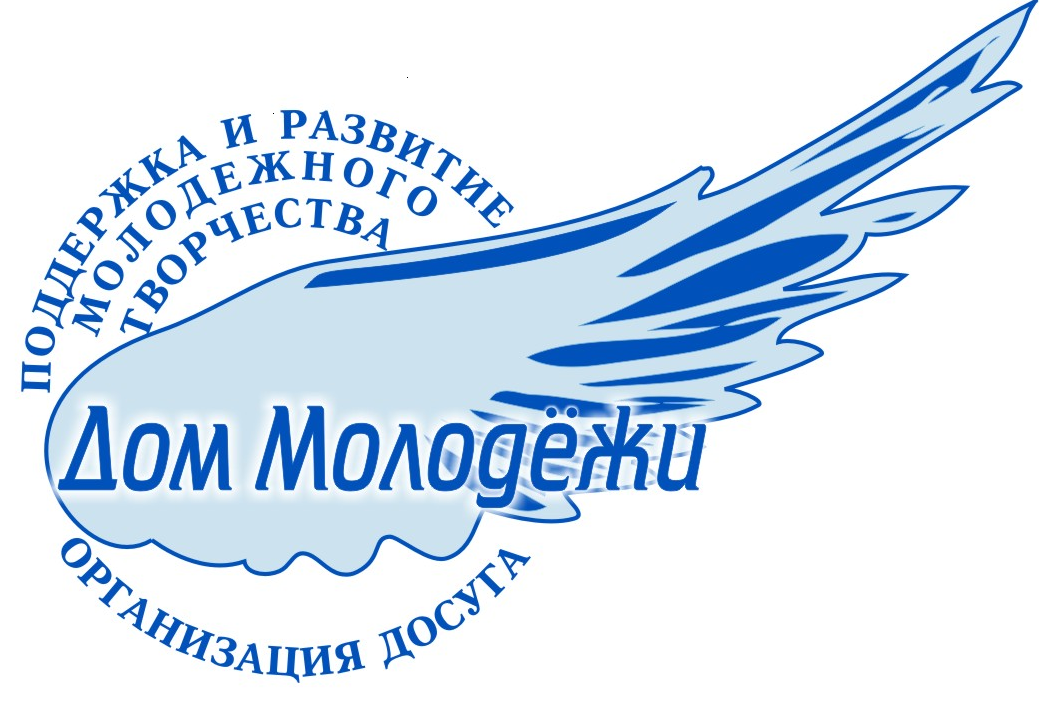 ПОДДЕРЖКА И РАЗВИТИЕ
МОЛОДЕЖНОГО
ТВОРЧЕСТВА
Дом Молодёжи
ОРГАНИЗАЦИЯ ДОСУГА